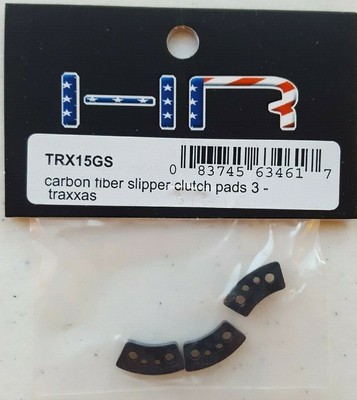 HR
TRX15GS
0 83745 63461 7
carbon fiber slipper clutch pads 3 -
traxxas